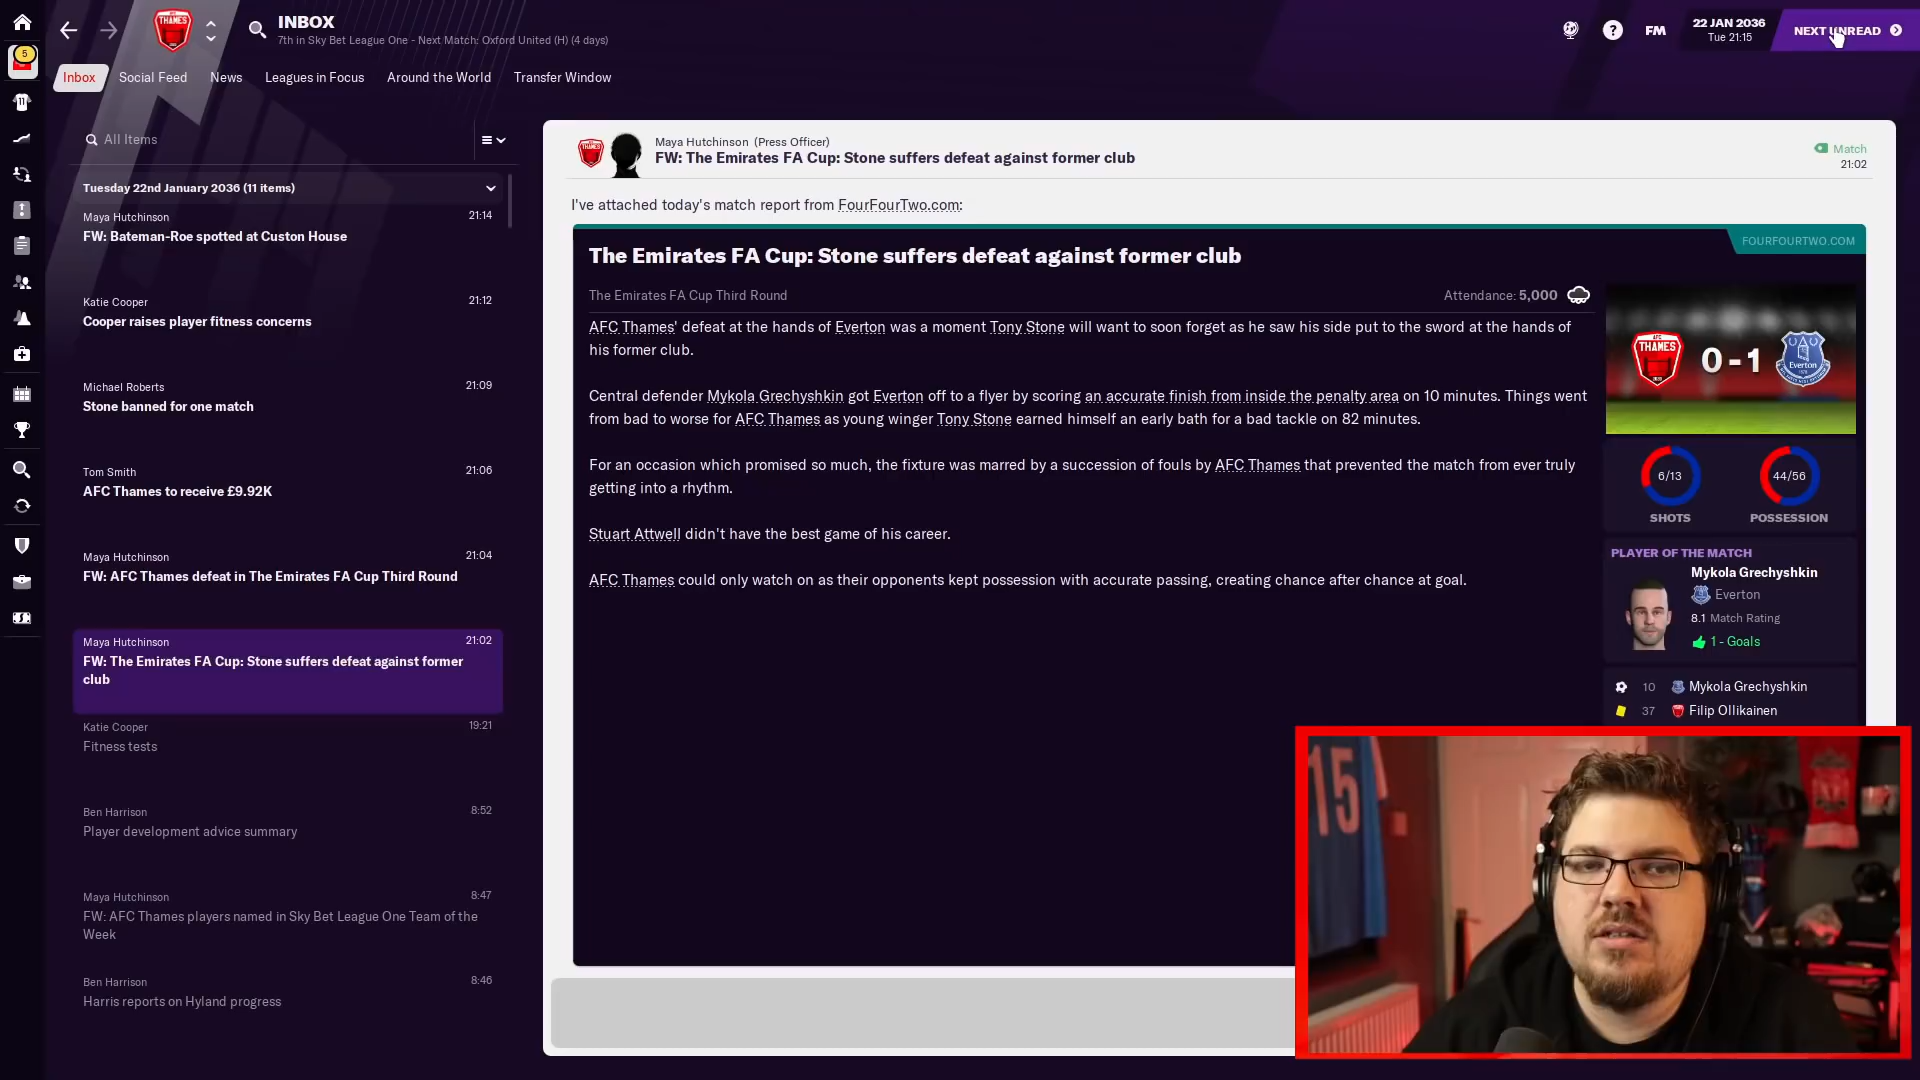 INBOX
7th in Sky Bet League One - Next Match: Oxford United (H) (4 days)
FM
22 JAN 2036
Tue 21:15
NEXT UNREAD
5
Inbox
Social Feed
News
Leagues in Focus
Around the World
Transfer Window
All Items
Tuesday 22nd January 2036 (11 items)
Maya Hutchinson 21:14
FW: Bateman-Roe spotted at Custon House
Katie Cooper 21:12
Cooper raises player fitness concerns
Michael Roberts 21:09
Stone banned for one match
Tom Smith 21:06
AFC Thames to receive £9.92K
Maya Hutchinson 21:04
FW: AFC Thames defeat in The Emirates FA Cup Third Round
Maya Hutchinson 21:02
FW: The Emirates FA Cup: Stone suffers defeat against former
club
Katie Cooper 19:21
Fitness tests
Ben Harrison 8:52
Player development advice summary
Maya Hutchinson 8:47
FW: AFC Thames players named in Sky Bet League One Team of the
Week
Ben Harrison 8:46
Harris reports on Hyland progress
Maya Hutchinson (Press Officer)
FW: The Emirates FA Cup: Stone suffers defeat against former club
Match
21:02
I've attached today's match report from FourFourTwo.com:
FOURFOURTWO.COM
The Emirates FA Cup: Stone suffers defeat against former club
The Emirates FA Cup Third Round
Attendance: 5,000
AFC Thames' defeat at the hands of Everton was a moment Tony Stone will want to soon forget as he saw his side put to the sword at the hands of
his former club.
Central defender Mykola Grechyshkin got Everton off to a flyer by scoring an accurate finish from inside the penalty area on 10 minutes. Things went
from bad to worse for AFC Thames as young winger Tony Stone earned himself an early bath for a bad tackle on 82 minutes.
For an occasion which promised so much, the fixture was marred by a succession of fouls by AFC Thames that prevented the match from ever truly
getting into a rhythm.
Stuart Attwell didn't have the best game of his career.
AFC Thames could only watch on as their opponents kept possession with accurate passing, creating chance after chance at goal.
THAMES
0 - 1
Everton
6/13
SHOTS
44/56
POSSESSION
PLAYER OF THE MATCH
Mykola Grechyshkin
Everton
8.1 Match Rating
1 - Goals
10 Mykola Grechyshkin
37 Filip Ollikainen
15